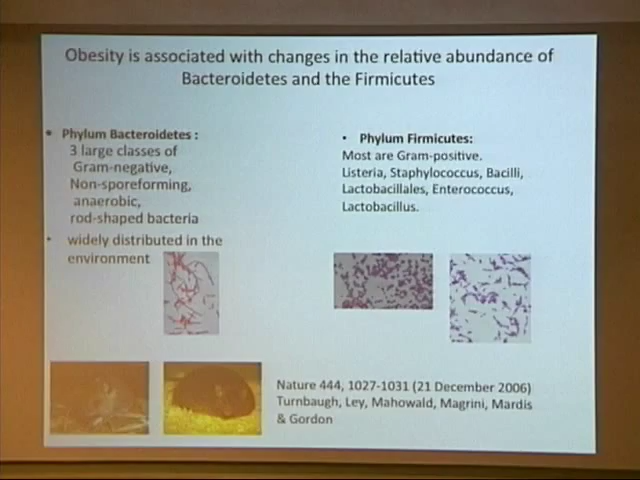 Obesity is associated with changes in the relative abundance of
Bacteroidetes and the Firmicutes
• Phylum Bacteroidetes :
3 large classes of
Gram-negative,
Non-sporeforming,
anaerobic,
rod-shaped bacteria
• widely distributed in the
environment
• Phylum Firmicutes:
Most are Gram-positive.
Listeria, Staphylococcus, Bacilli,
Lactobacillales, Enterococcus,
Lactobacillus.
Nature 444, 1027-1031 (21 December 2006)
Turnbaugh, Ley, Mahowald, Magrini, Mardis
& Gordon